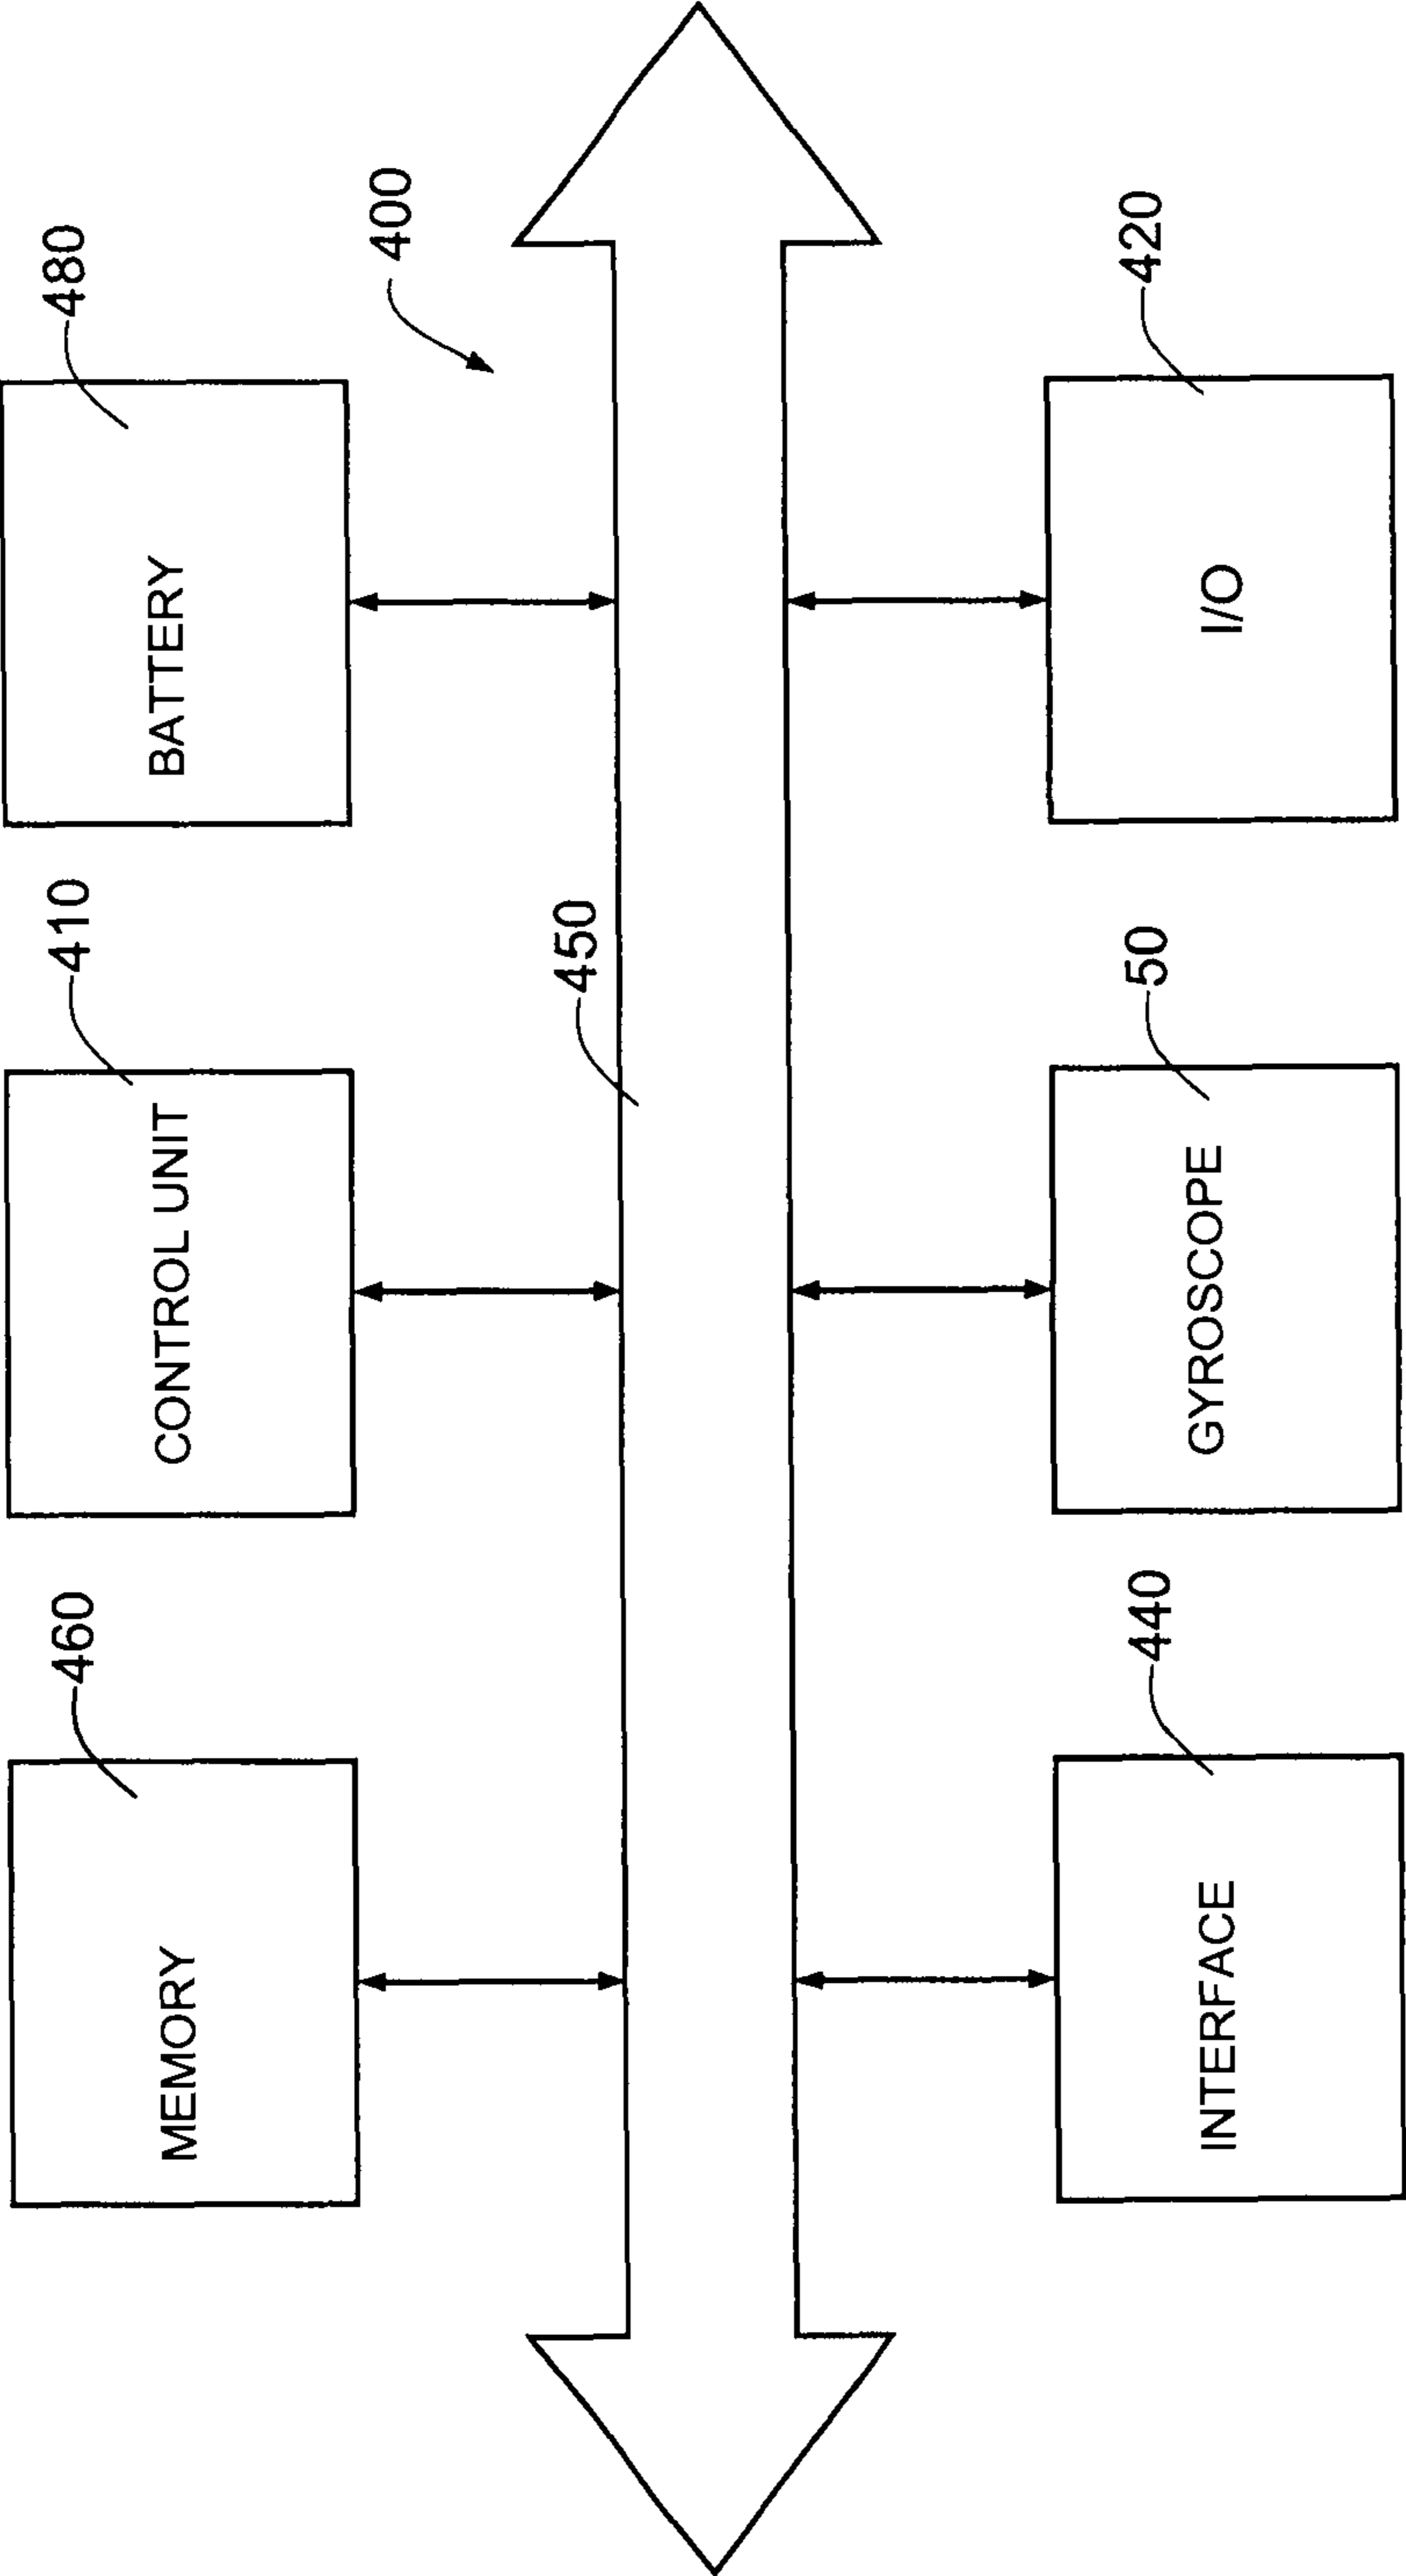 460
MEMORY
410
CONTROL UNIT
480
BATTERY
400
450
440
INTERFACE
50
GYROSCOPE
420
I/O